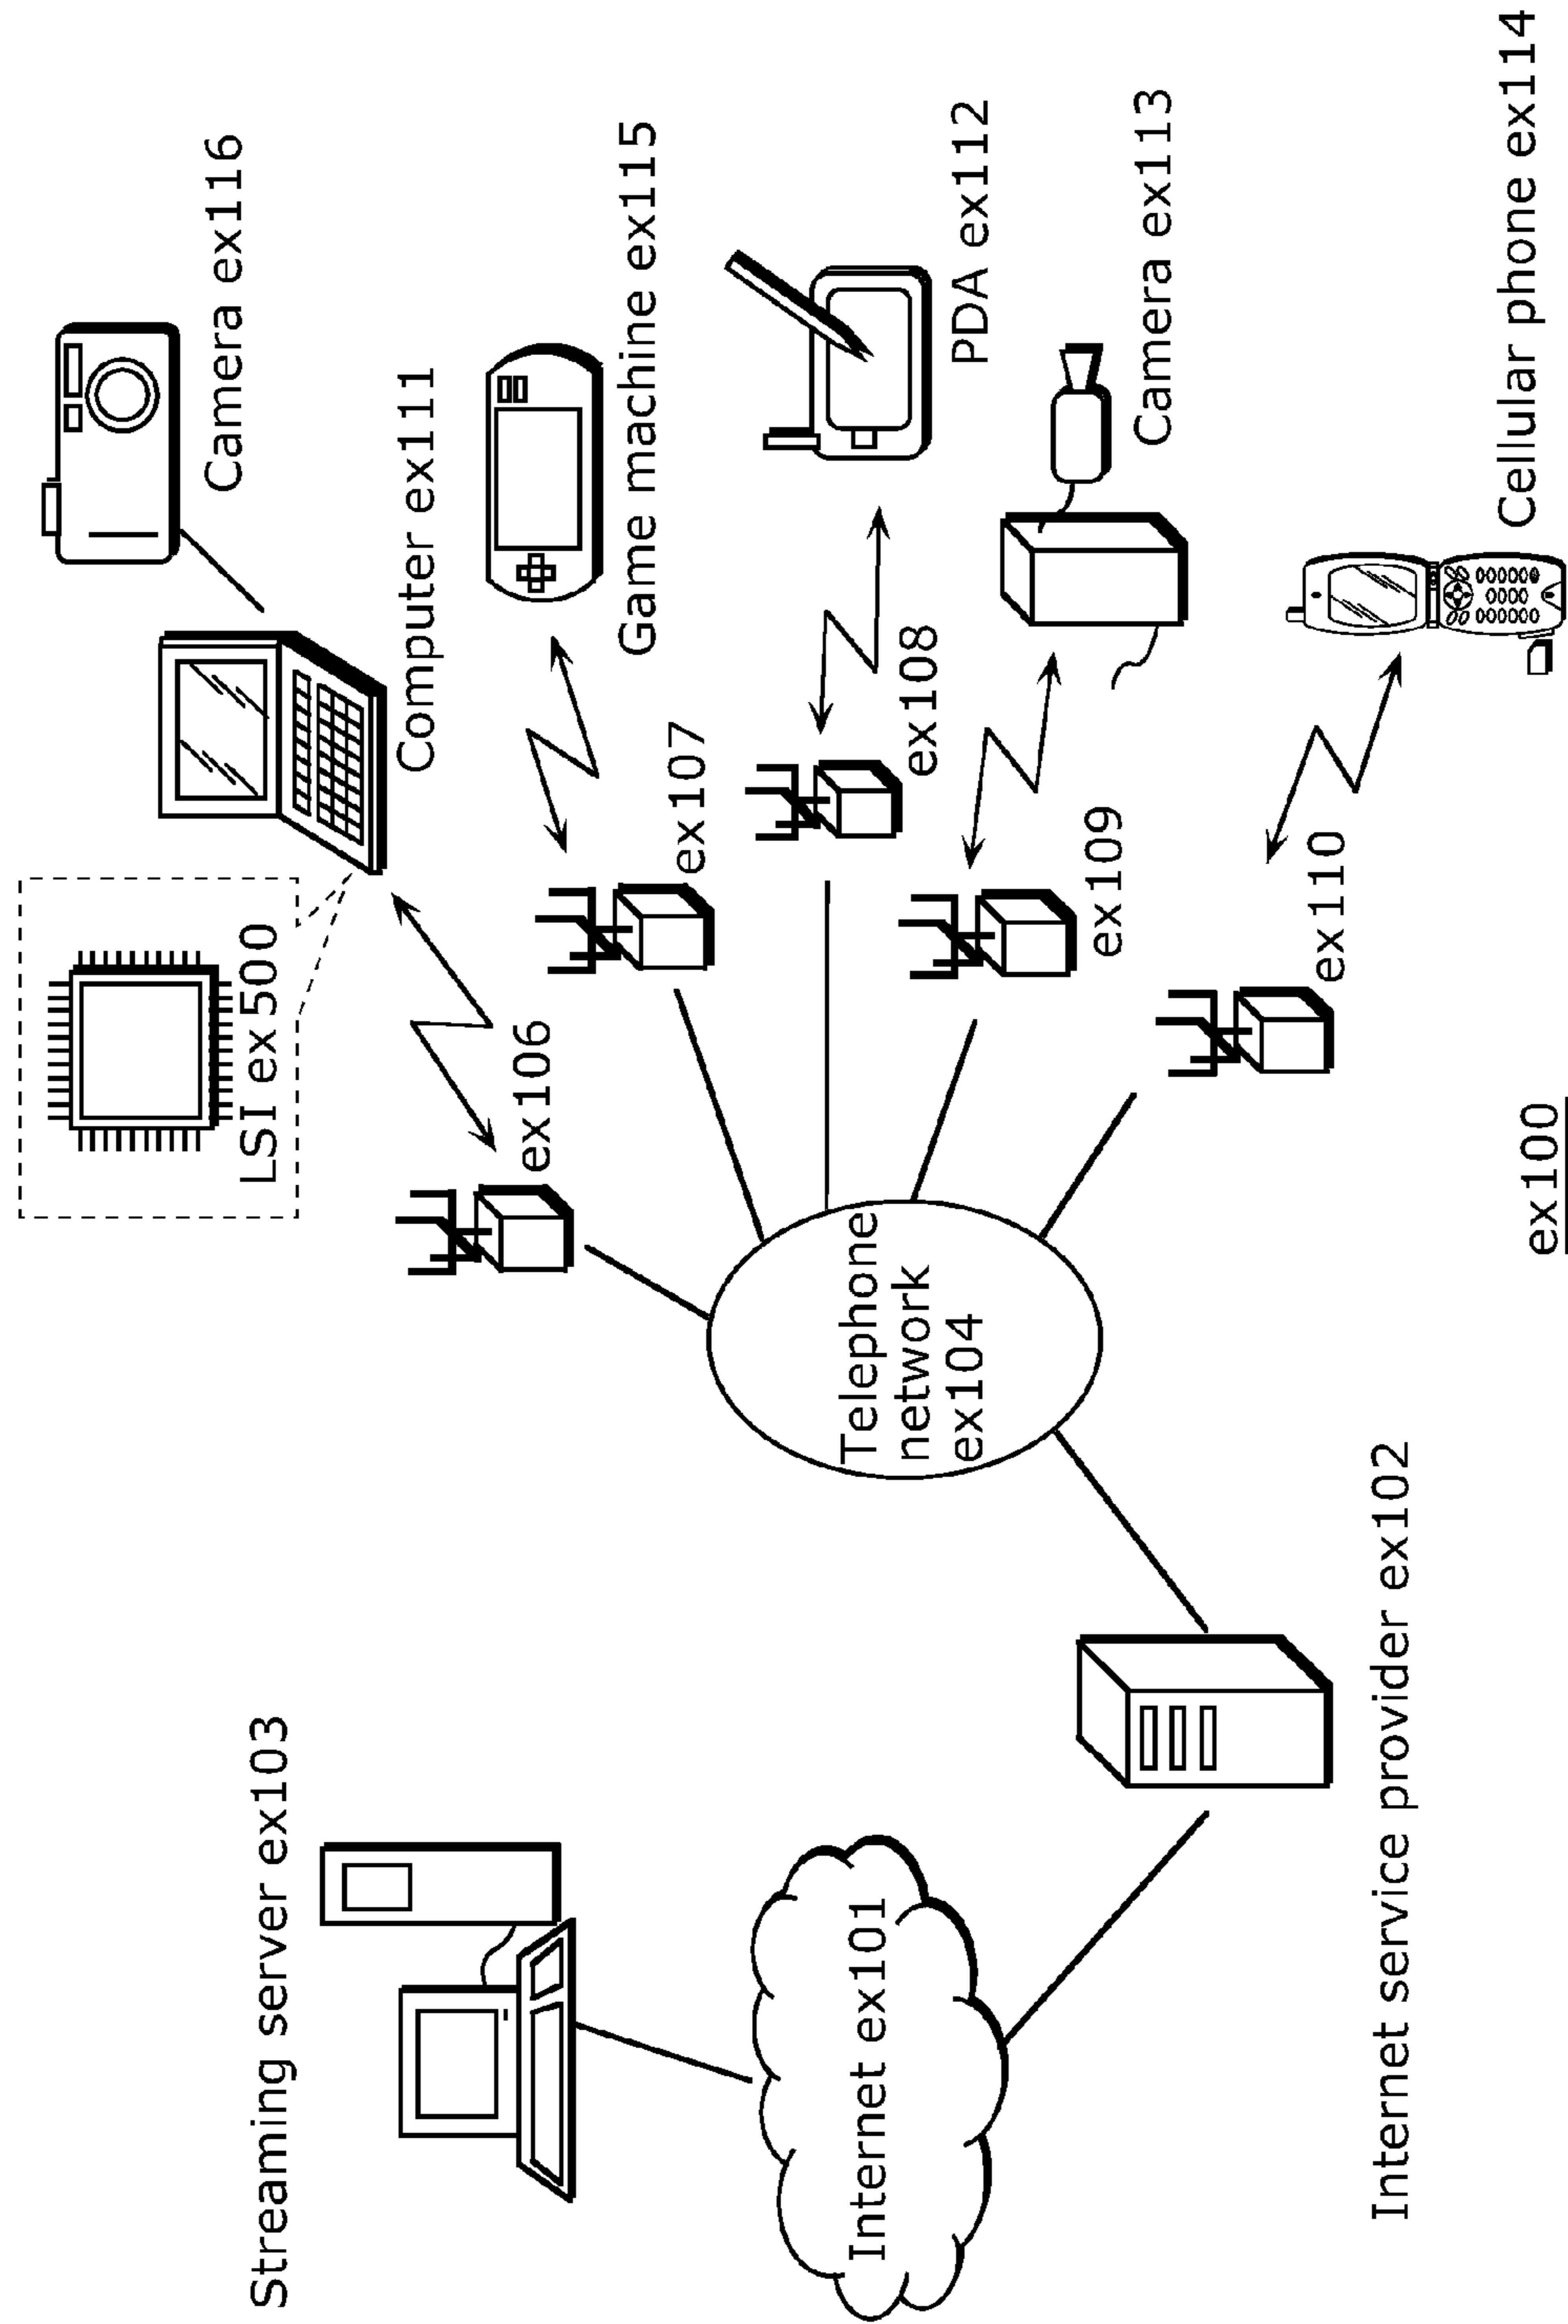 Streaming server ex103
Internet ex101
Internet service provider ex102
Telephone
network
ex104
LSI ex500
ex106
ex107
ex108
ex109
ex110
Camera ex116
Computer ex111
Game machine ex115
PDA ex112
Camera ex113
Cellular phone ex114
ex100